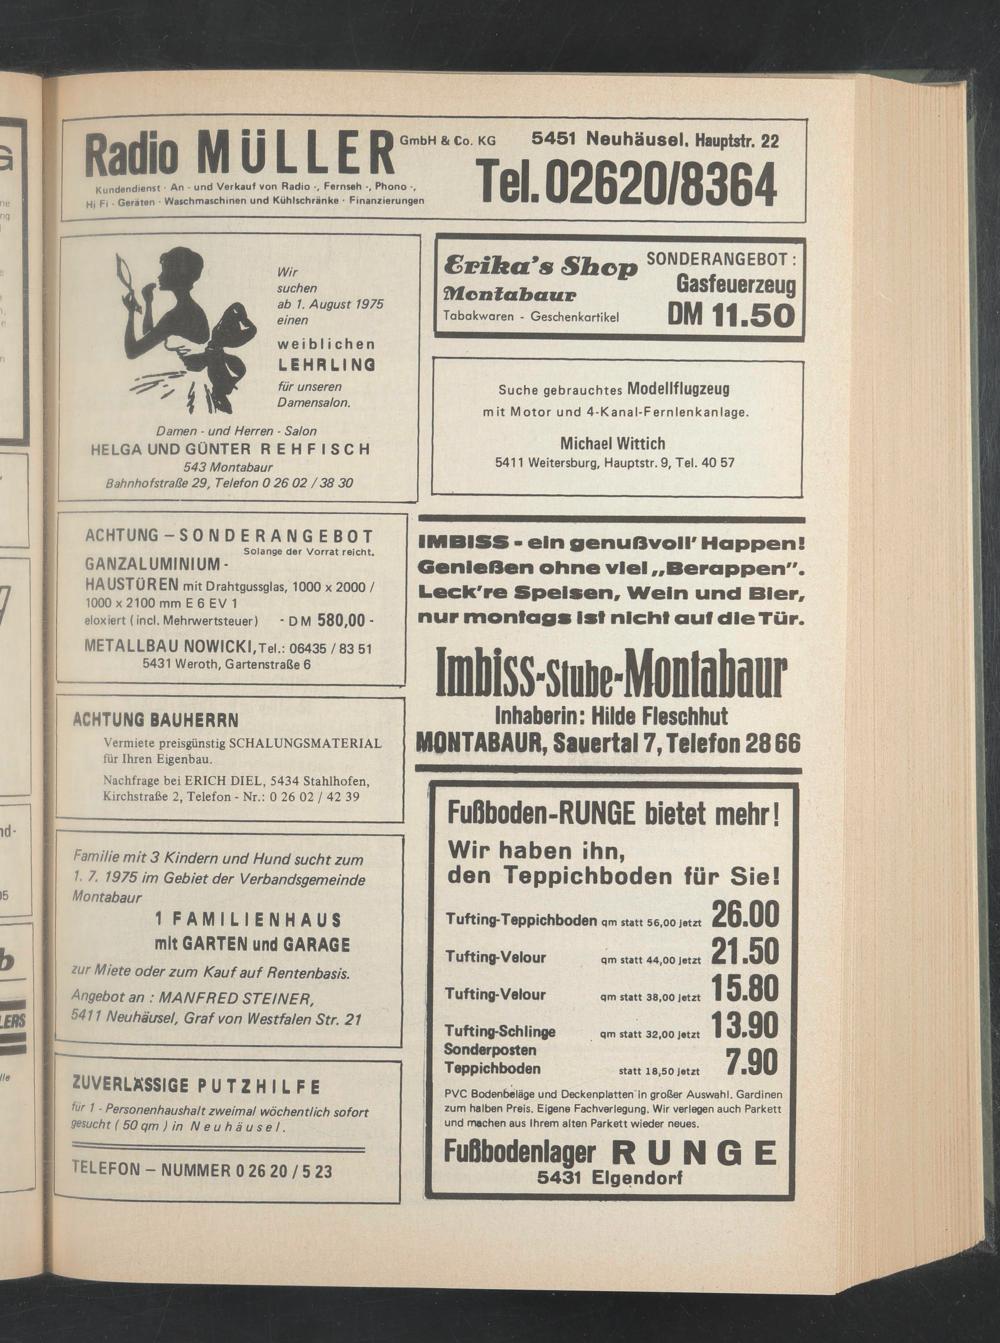 Radio MÜLLER GmbH & Co. KG
Kundendienst · An - und Verkauf von Radio -, Fernseh -, Phono -,
Hi Fi - Geräten · Waschmaschinen und Kühlschränke · Finanzierungen
5451 Neuhäusel, Hauptstr. 22
Tel. 02620/8364
Wir
suchen
ab 1. August 1975
einen
weiblichen
LEHRLING
für unseren
Damensalon.
Damen - und Herren - Salon
HELGA UND GÜNTER REHFISCH
543 Montabaur
Bahnhofstraße 29, Telefon 0 26 02 / 38 30
Erika's Shop
Montabaur
Tabakwaren - Geschenkartikel
SONDERANGEBOT :
Gasfeuerzeug
DM 11.50
Suche gebrauchtes Modellflugzeug
mit Motor und 4-Kanal-Fernlenkanlage.
Michael Wittich
5411 Weitersburg, Hauptstr. 9, Tel. 40 57
ACHTUNG – SONDERANGEBOT
Solange der Vorrat reicht.
GANZALUMINIUM -
HAUSTÜREN mit Drahtgussglas, 1000 x 2000 /
1000 x 2100 mm E 6 EV 1
eloxiert ( incl. Mehrwertsteuer ) - DM 580,00 -
METALLBAU NOWICKI, Tel.: 06435 / 83 51
5431 Weroth, Gartenstraße 6
IMBISS - ein genußvoll' Happen!
Genießen ohne viel „Berappen".
Leck're Speisen, Wein und Bier,
nur montags ist nicht auf die Tür.
Imbiss-Stube-Montabaur
Inhaberin: Hilde Fleschhut
MONTABAUR, Sauertal 7, Telefon 28 66
ACHTUNG BAUHERRN
Vermiete preisgünstig SCHALUNGSMATERIAL
für Ihren Eigenbau.
Nachfrage bei ERICH DIEL, 5434 Stahlhofen,
Kirchstraße 2, Telefon - Nr.: 0 26 02 / 42 39
Familie mit 3 Kindern und Hund sucht zum
1. 7. 1975 im Gebiet der Verbandsgemeinde
Montabaur
1 FAMILIENHAUS
mit GARTEN und GARAGE
zur Miete oder zum Kauf auf Rentenbasis.
Angebot an : MANFRED STEINER,
5411 Neuhäusel, Graf von Westfalen Str. 21
ZUVERLÄSSIGE PUTZHILFE
für 1 - Personenhaushalt zweimal wöchentlich sofort
gesucht ( 50 qm ) in Neuhäusel.
TELEFON – NUMMER 0 26 20 / 5 23
Fußboden-RUNGE bietet mehr!
Wir haben ihn,
den Teppichboden für Sie!
Tufting-Teppichboden qm statt 56,00 jetzt 26.00
Tufting-Velour qm statt 44,00 jetzt 21.50
Tufting-Velour qm statt 38,00 jetzt 15.80
Tufting-Schlinge qm statt 32,00 jetzt 13.90
Sonderposten
Teppichboden statt 18,50 jetzt 7.90
PVC Bodenbeläge und Deckenplatten in großer Auswahl. Gardinen
zum halben Preis. Eigene Fachverlegung. Wir verlegen auch Parkett
und machen aus Ihrem alten Parkett wieder neues.
Fußbodenlager RUNGE
5431 Elgendorf